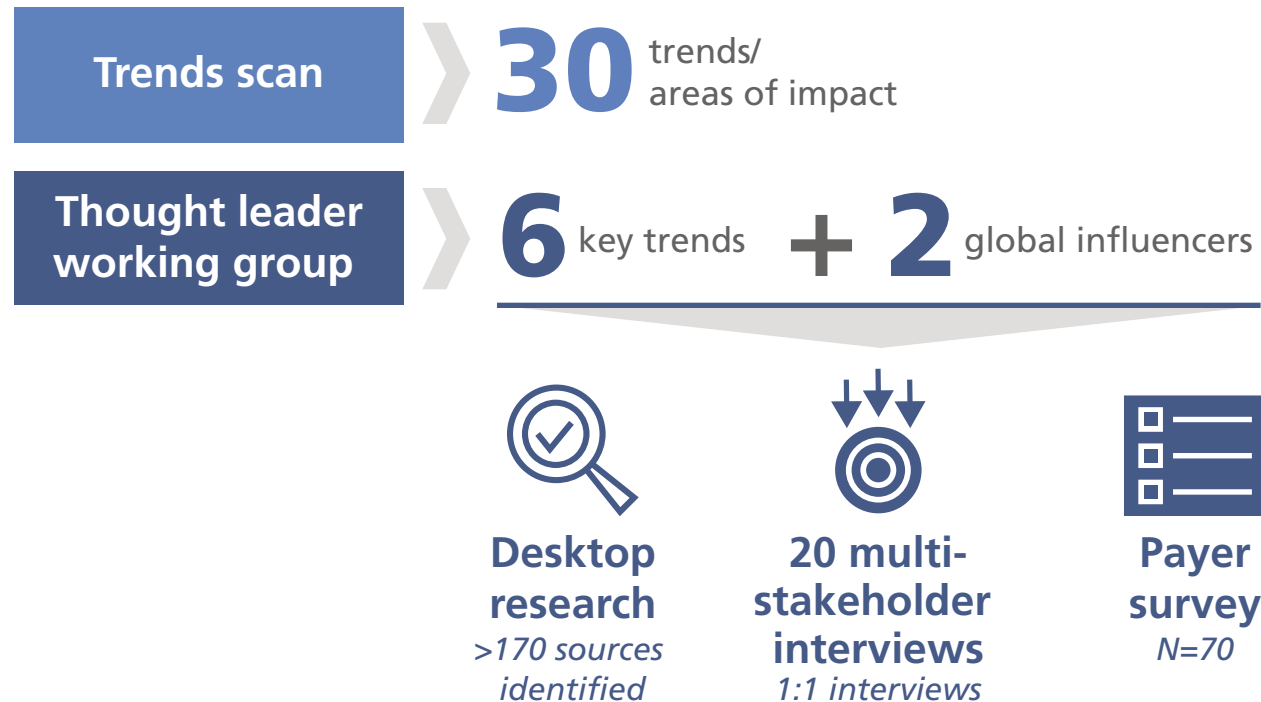 Trends scan
30
trends/
areas of impact
Thought leader
working group
6 key trends + 2 global influencers
Desktop
research
>170 sources
identified
20 multi-
stakeholder
interviews
1:1 interviews
Payer
survey
N=70